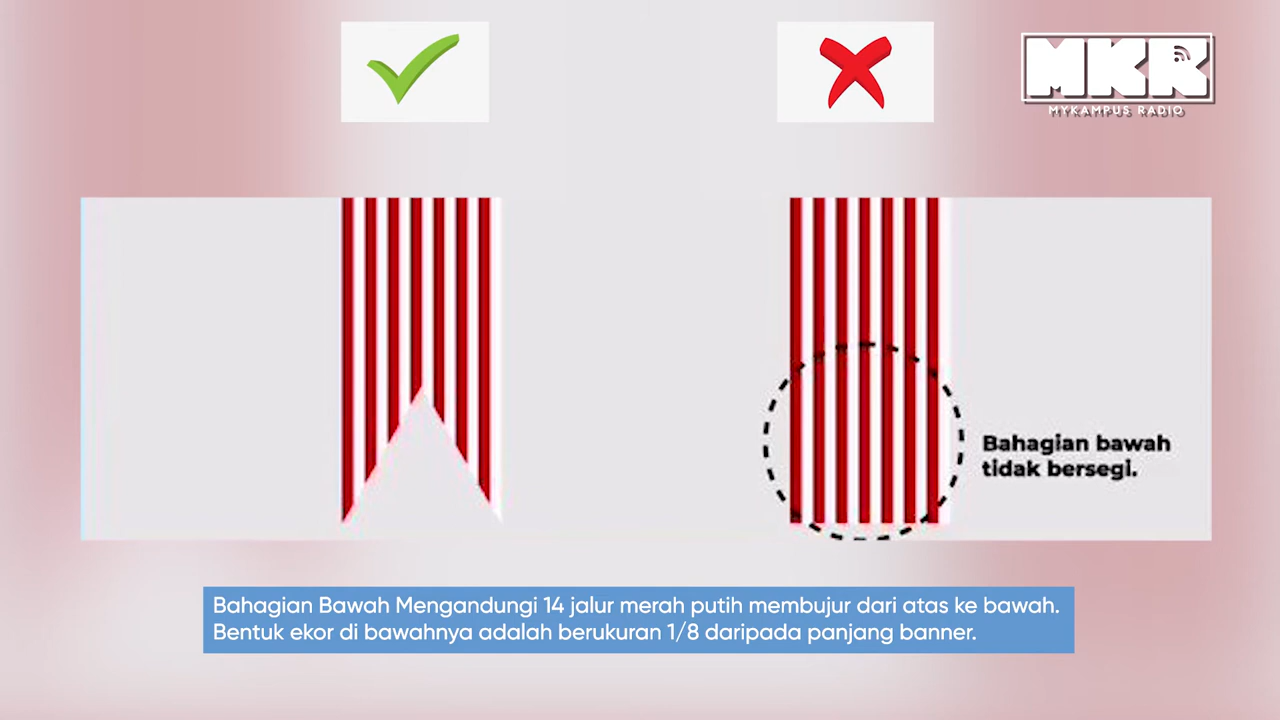 MKR
MYKAMPUS RADIO
Bahagian bawah
tidak bersegi.
Bahagian Bawah Mengandungi 14 jalur merah putih membujur dari atas ke bawah.
Bentuk ekor di bawahnya adalah berukuran 1/8 daripada panjang banner.